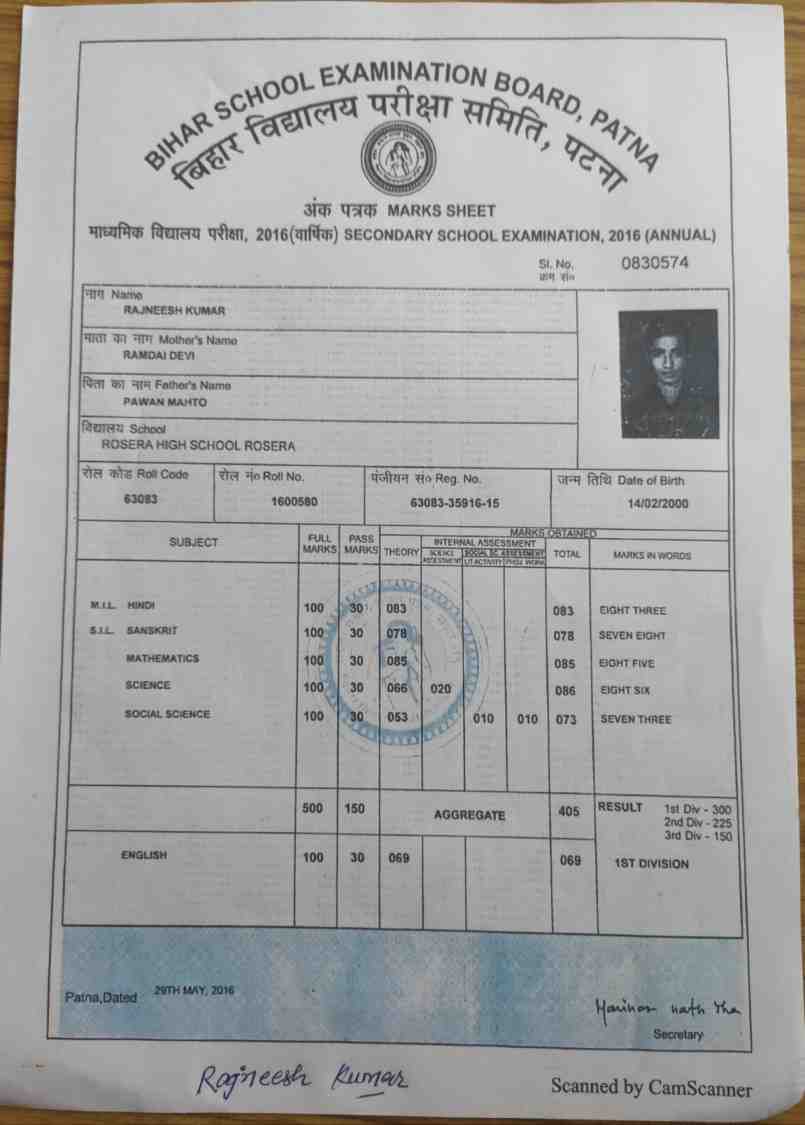 BIHAR SCHOOL EXAMINATION BOARD, PATNA
बिहार विद्यालय परीक्षा समिति, पटना
अंक पत्रक MARKS SHEET
माध्यमिक विद्यालय परीक्षा, 2016(वार्षिक) SECONDARY SCHOOL EXAMINATION, 2016 (ANNUAL)
Sl. No. 0830574
क्रम सं०
नाम Name
RAJNEESH KUMAR
माता का नाम Mother's Name
RAMDAI DEVI
पिता का नाम Father's Name
PAWAN MAHTO
विद्यालय School
ROSERA HIGH SCHOOL ROSERA
रोल कोड Roll Code रोल नं० Roll No. पंजीयन सं० Reg. No. जन्म तिथि Date of Birth
63083 1600580 63083-35916-15 14/02/2000
MARKS OBTAINED
SUBJECT FULL MARKS PASS MARKS THEORY INTERNAL ASSESSMENT TOTAL MARKS IN WORDS
SCIENCE ASSESSMENT SOCIAL SC. ASSESSMENT
LIT ACTIVITY PROJ. WORK
M.I.L. HINDI 100 30 083 083 EIGHT THREE
S.I.L. SANSKRIT 100 30 078 078 SEVEN EIGHT
MATHEMATICS 100 30 085 085 EIGHT FIVE
SCIENCE 100 30 066 020 086 EIGHT SIX
SOCIAL SCIENCE 100 30 053 010 010 073 SEVEN THREE
500 150 AGGREGATE 405 RESULT 1st Div - 300
2nd Div - 225
3rd Div - 150
ENGLISH 100 30 069 069 1ST DIVISION
Patna,Dated 29TH MAY, 2016
Harihar nath Jha
Secretary
Rajneesh Kumar
Scanned by CamScanner